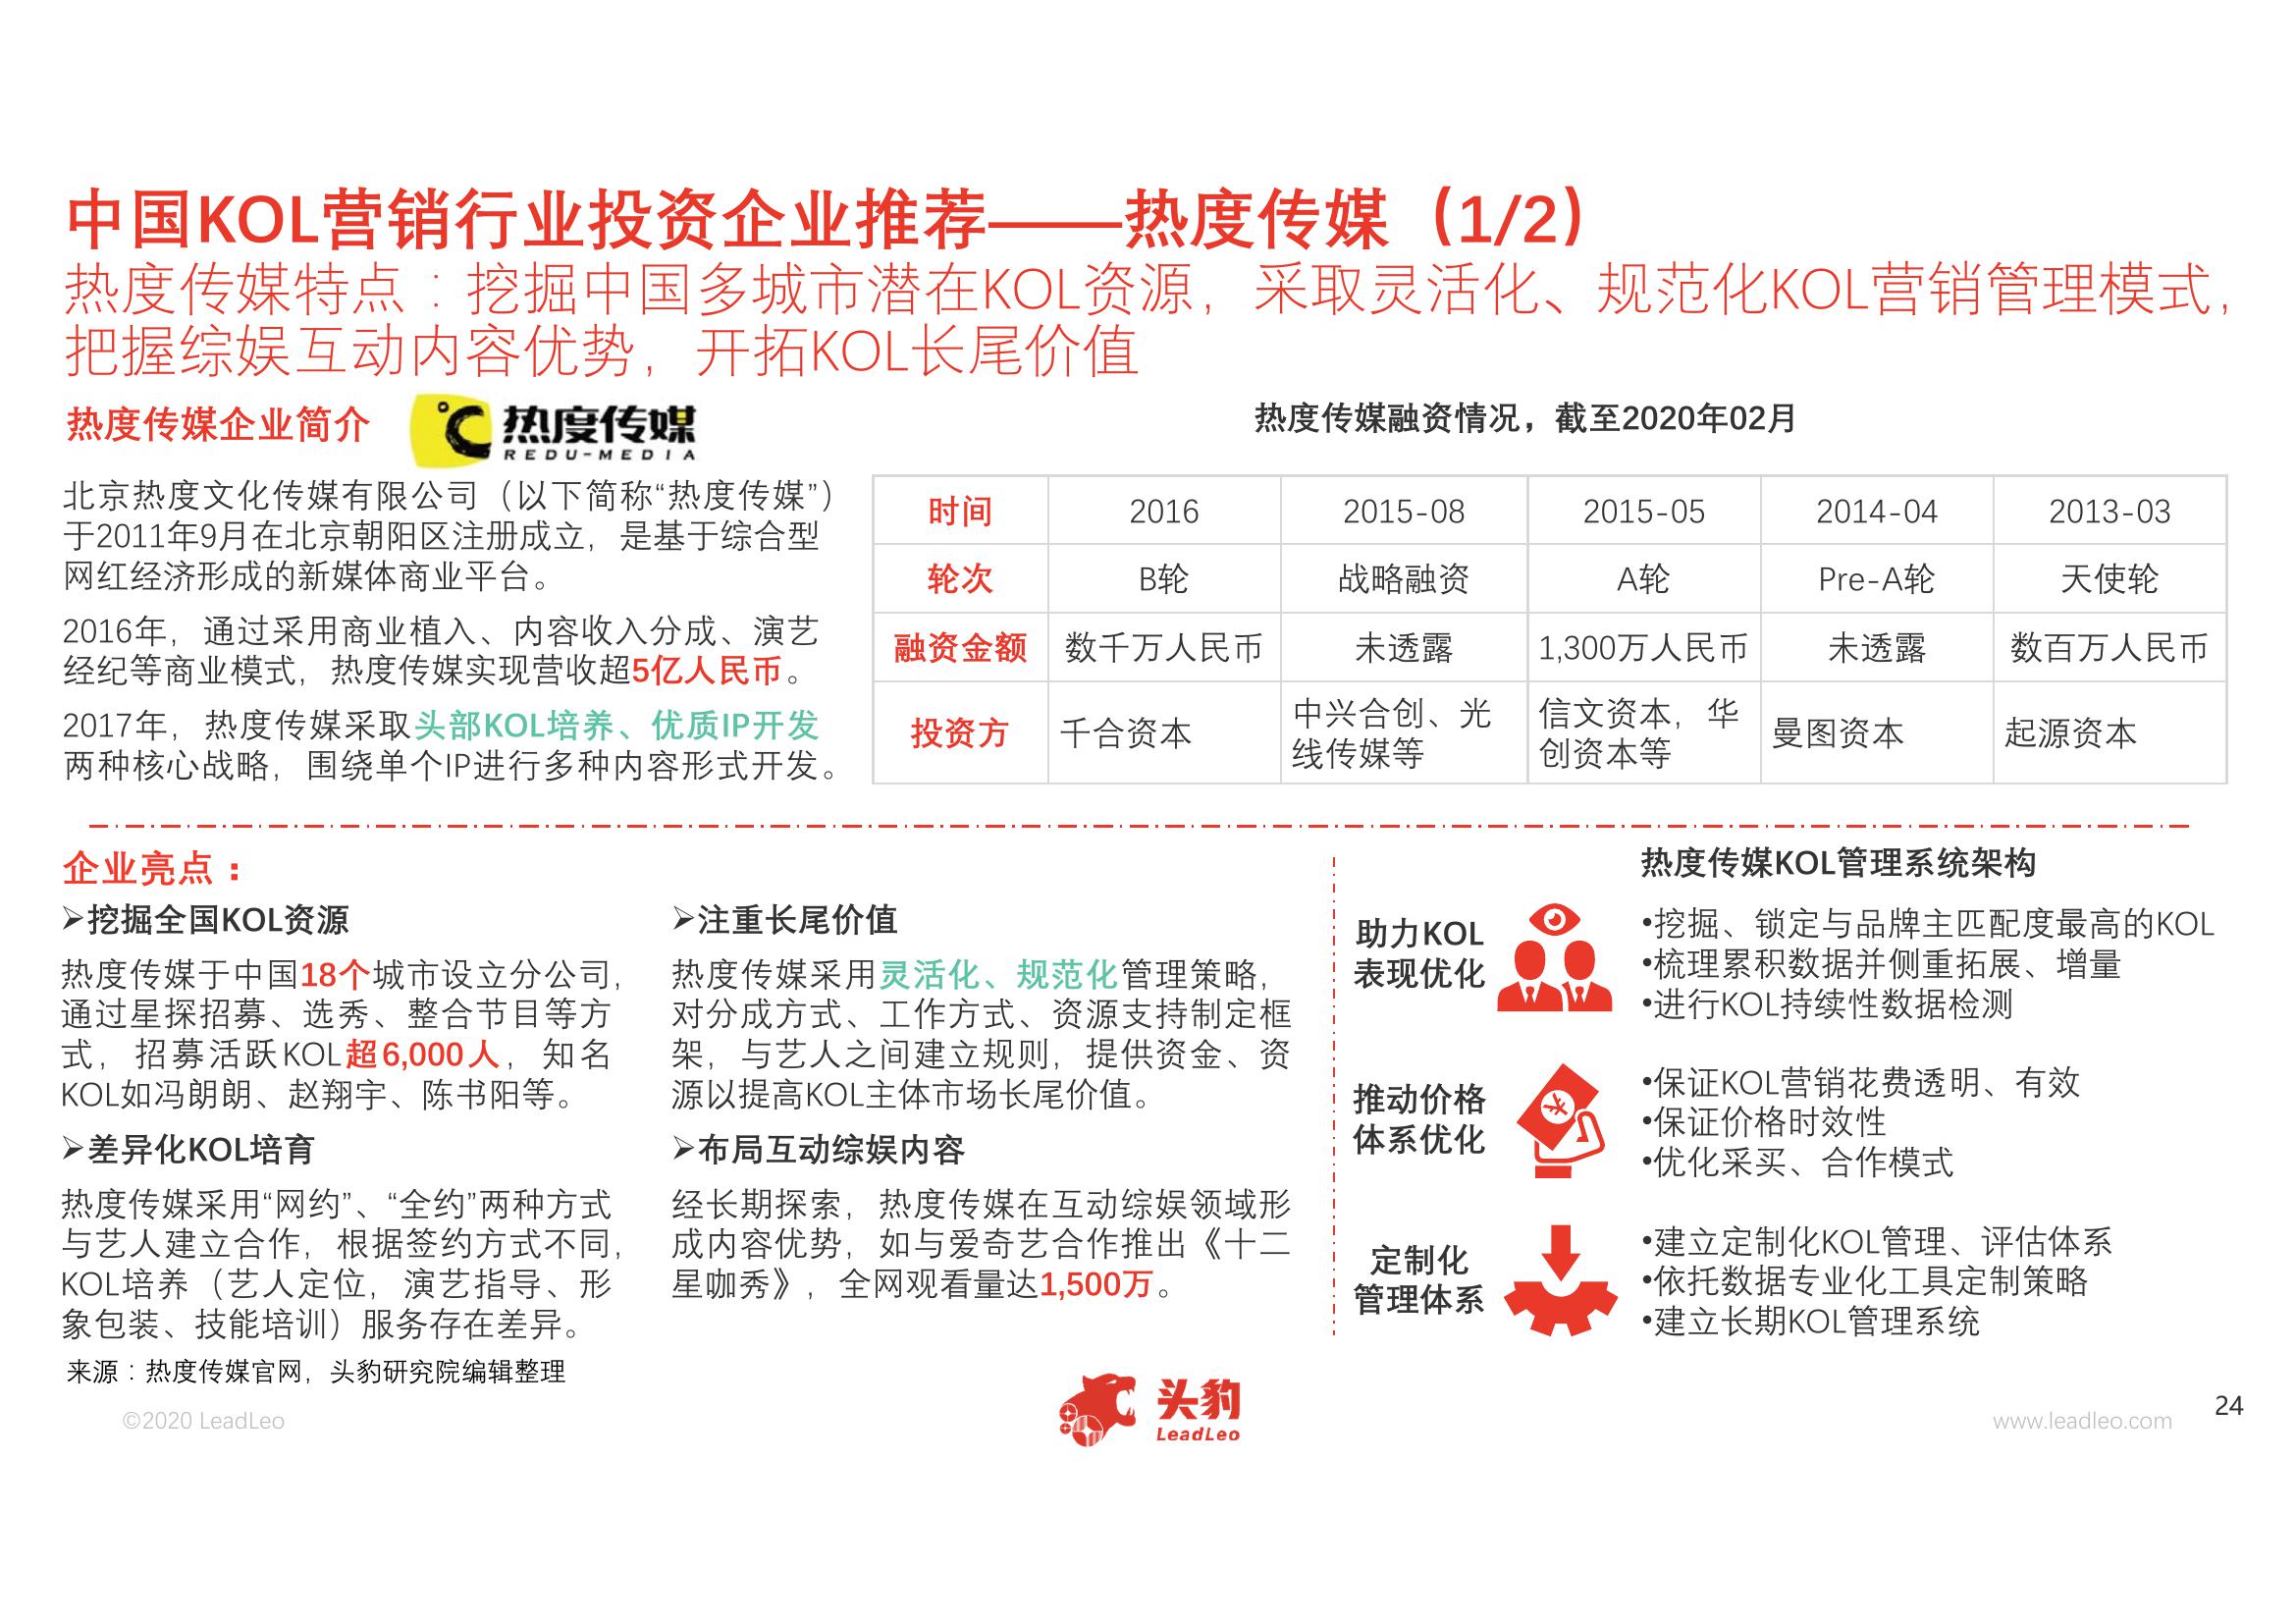 中国KOL营销行业投资企业推荐——热度传媒（1/2）
热度传媒特点：挖掘中国多城市潜在KOL资源，采取灵活化、规范化KOL营销管理模式，
把握综娱互动内容优势，开拓KOL长尾价值
热度传媒企业简介
℃ 热度传媒
REDU-MEDIA
北京热度文化传媒有限公司（以下简称“热度传媒”）
于2011年9月在北京朝阳区注册成立，是基于综合型
网红经济形成的新媒体商业平台。
2016年，通过采用商业植入、内容收入分成、演艺
经纪等商业模式，热度传媒实现营收超5亿人民币。
2017年，热度传媒采取头部KOL培养、优质IP开发
两种核心战略，围绕单个IP进行多种内容形式开发。
热度传媒融资情况，截至2020年02月
时间 2016 2015-08 2015-05 2014-04 2013-03
轮次 B轮 战略融资 A轮 Pre-A轮 天使轮
融资金额 数千万人民币 未透露 1,300万人民币 未透露 数百万人民币
投资方 千合资本 中兴合创、光线传媒等 信文资本，华创资本等 曼图资本 起源资本
企业亮点：
➢挖掘全国KOL资源
热度传媒于中国18个城市设立分公司，
通过星探招募、选秀、整合节目等方
式，招募活跃KOL超6,000人，知名
KOL如冯朗朗、赵翔宇、陈书阳等。
➢差异化KOL培育
热度传媒采用“网约”、“全约”两种方式
与艺人建立合作，根据签约方式不同，
KOL培养（艺人定位，演艺指导、形
象包装、技能培训）服务存在差异。
➢注重长尾价值
热度传媒采用灵活化、规范化管理策略，
对分成方式、工作方式、资源支持制定框
架，与艺人之间建立规则，提供资金、资
源以提高KOL主体市场长尾价值。
➢布局互动综娱内容
经长期探索，热度传媒在互动综娱领域形
成内容优势，如与爱奇艺合作推出《十二
星咖秀》，全网观看量达1,500万。
热度传媒KOL管理系统架构
助力KOL
表现优化
•挖掘、锁定与品牌主匹配度最高的KOL
•梳理累积数据并侧重拓展、增量
•进行KOL持续性数据检测
推动价格
体系优化
•保证KOL营销花费透明、有效
•保证价格时效性
•优化采买、合作模式
定制化
管理体系
•建立定制化KOL管理、评估体系
•依托数据专业化工具定制策略
•建立长期KOL管理系统
来源：热度传媒官网，头豹研究院编辑整理
©2020 LeadLeo
头豹
LeadLeo
www.leadleo.com
24